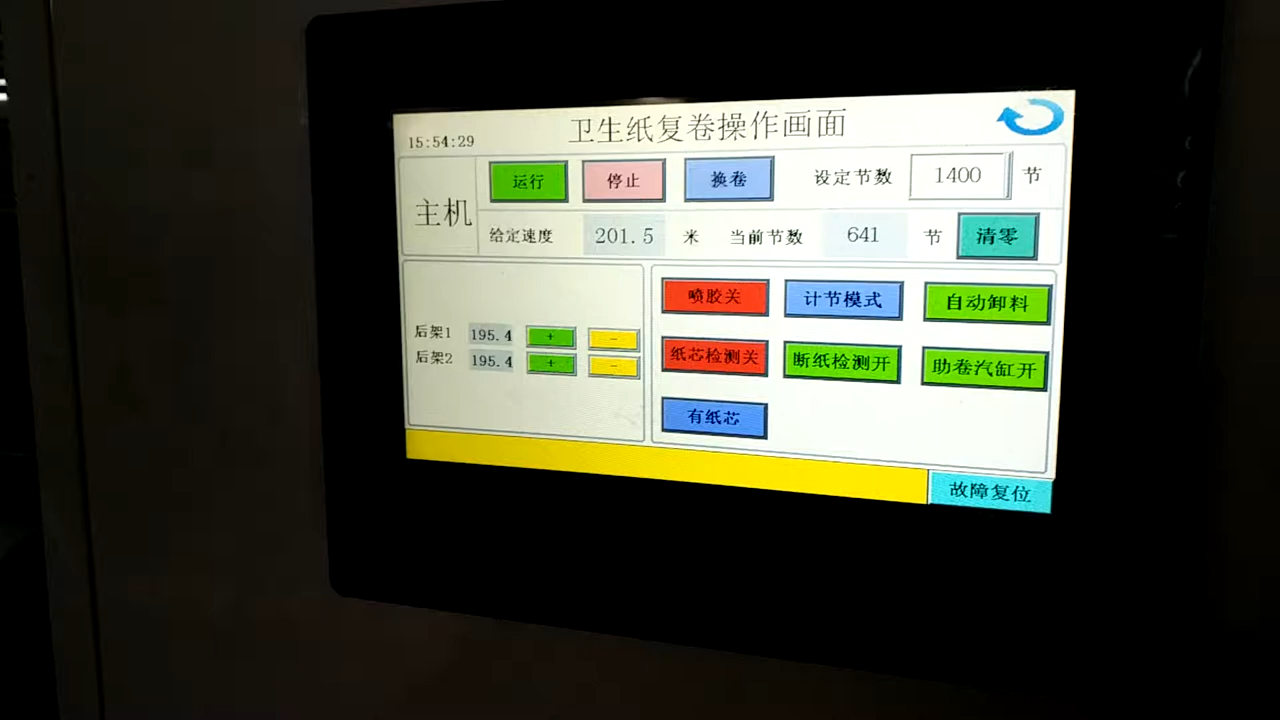 卫生纸复卷操作画面
15:54:29
主机
运行 停止 换卷 设定节数 1400 节
给定速度 201.5 米 当前节数 641 节 清零
后架1 195.4 + -
后架2 195.4 + -
喷胶关 计节模式 自动卸料
纸芯检测关 断纸检测开 助卷汽缸开
有纸芯
故障复位